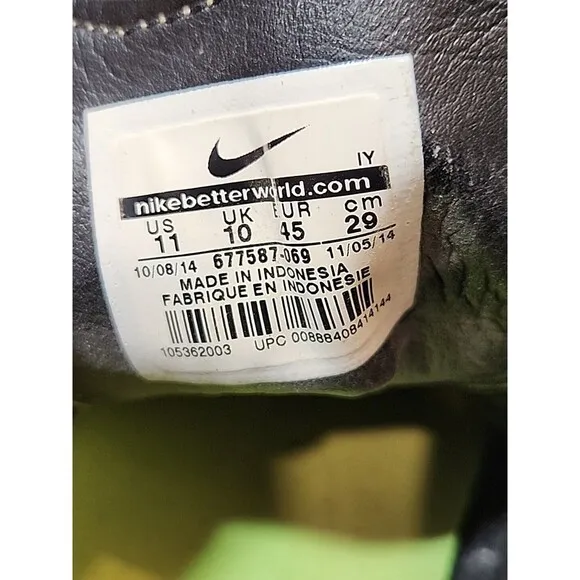 IY
nikebetterworld.com
US UK EUR cm
11 10 45 29
10/08/14 677587-069 11/05/14
MADE IN INDONESIA
FABRIQUE EN INDONESIE
105362003 UPC 00888408414144